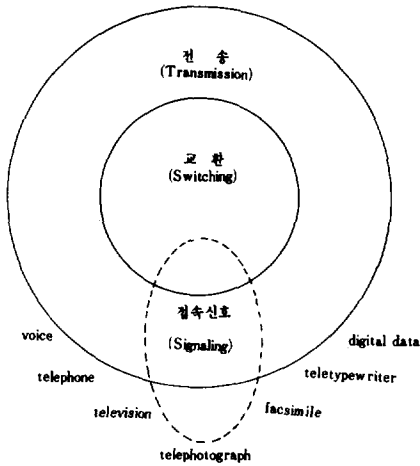 전 송
(Transmission)
교 환
(Switching)
접속신호
(Signaling)
voice
digital data
telephone
teletypewriter
television
facsimile
telephotograph